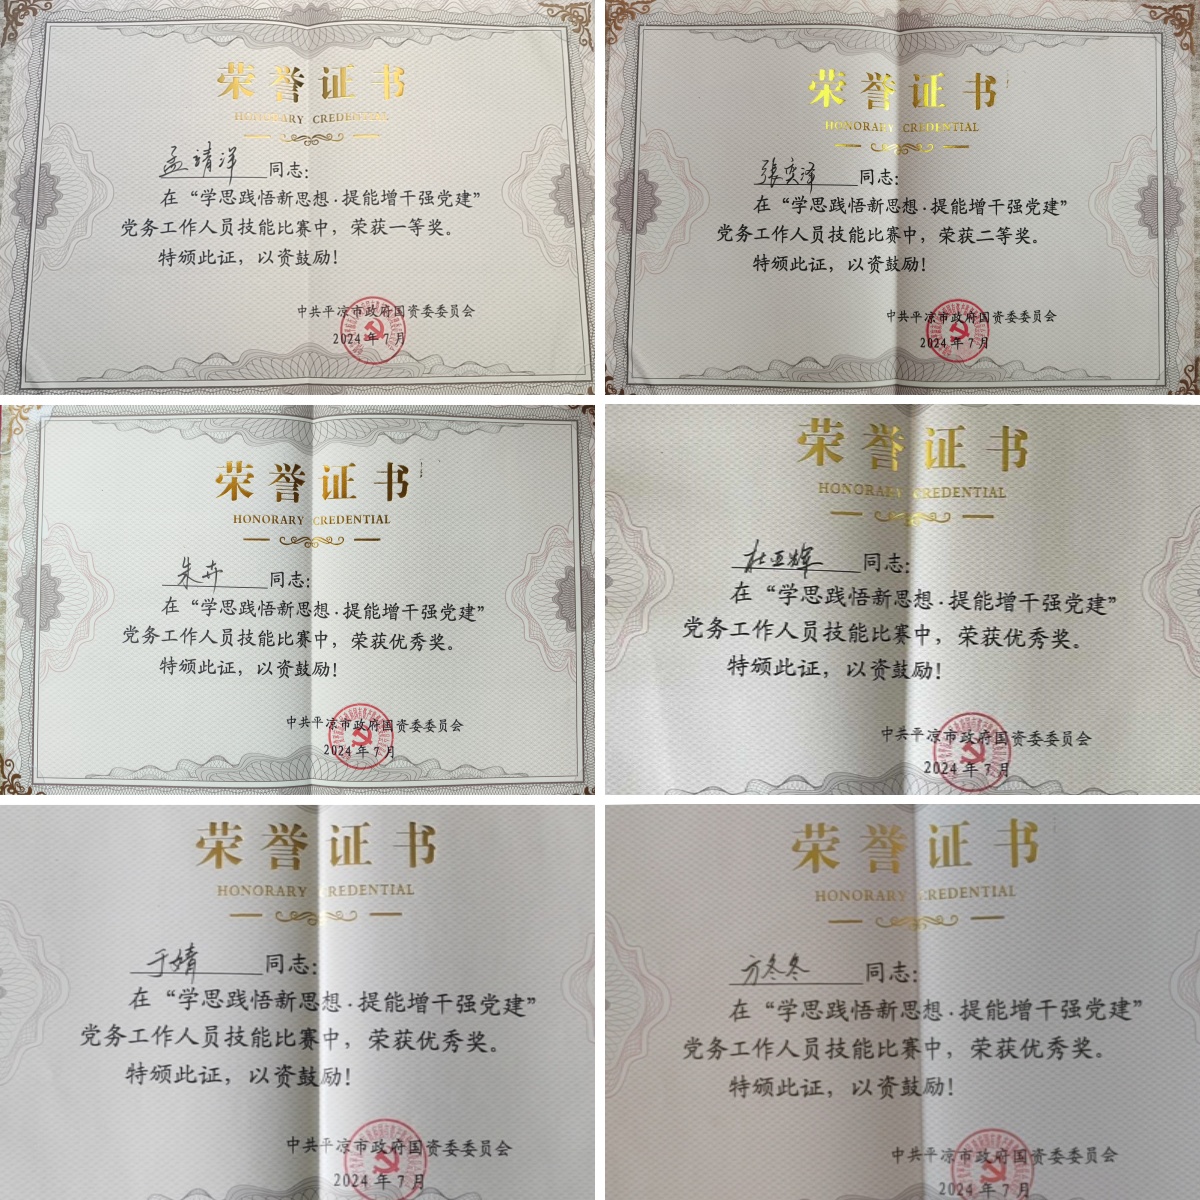 荣誉证书
HONORARY CREDENTIAL
孟靖洋同志：
在“学思践悟新思想·提能增干强党建”
党务工作人员技能比赛中，荣获一等奖。
特颁此证，以资鼓励！
中共平凉市政府国资委委员会
2024年7月
荣誉证书
HONORARY CREDENTIAL
张奕泽同志：
在“学思践悟新思想·提能增干强党建”
党务工作人员技能比赛中，荣获二等奖。
特颁此证，以资鼓励！
中共平凉市政府国资委委员会
2024年7月
荣誉证书
HONORARY CREDENTIAL
朱卉同志：
在“学思践悟新思想·提能增干强党建”
党务工作人员技能比赛中，荣获优秀奖。
特颁此证，以资鼓励！
中共平凉市政府国资委委员会
2024年7月
荣誉证书
HONORARY CREDENTIAL
杜亚辉同志：
在“学思践悟新思想·提能增干强党建”
党务工作人员技能比赛中，荣获优秀奖。
特颁此证，以资鼓励！
中共平凉市政府国资委委员会
2024年7月
荣誉证书
HONORARY CREDENTIAL
于婧同志：
在“学思践悟新思想·提能增干强党建”
党务工作人员技能比赛中，荣获优秀奖。
特颁此证，以资鼓励！
中共平凉市政府国资委委员会
2024年7月
荣誉证书
HONORARY CREDENTIAL
方冬冬同志：
在“学思践悟新思想·提能增干强党建”
党务工作人员技能比赛中，荣获优秀奖。
特颁此证，以资鼓励！
中共平凉市政府国资委委员会
2024年7月